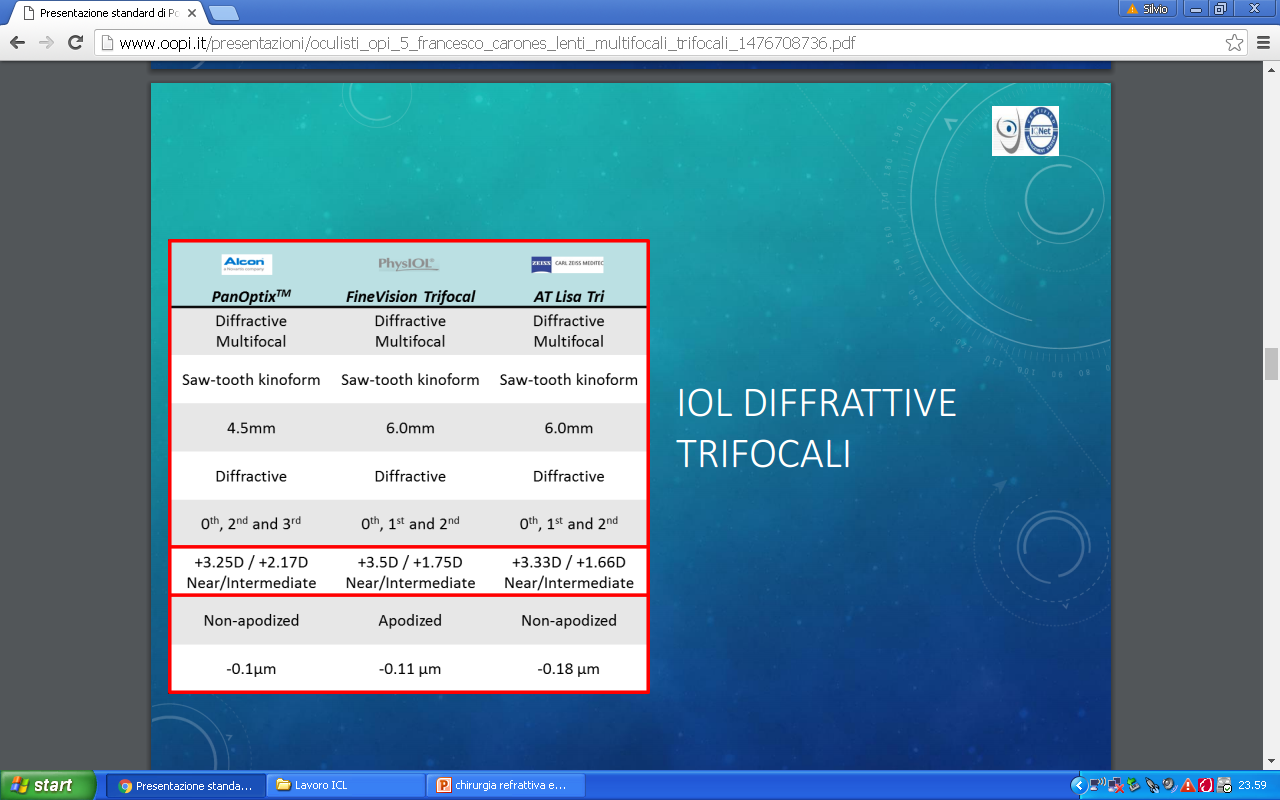 Presentazione standard di Po
Silvio
www.oopi.it/presentazioni/oculisti_opi_5_francesco_carones_lenti_multifocali_trifocali_1476708736.pdf
IQNet
Alcon PhysIOL® ZEISS CARL ZEISS MEDITEC
a Novartis company
PanOptix™ FineVision Trifocal AT Lisa Tri
Diffractive Multifocal Diffractive Multifocal Diffractive Multifocal
Saw-tooth kinoform Saw-tooth kinoform Saw-tooth kinoform
4.5mm 6.0mm 6.0mm
Diffractive Diffractive Diffractive
0th, 2nd and 3rd 0th, 1st and 2nd 0th, 1st and 2nd
+3.25D / +2.17D +3.5D / +1.75D +3.33D / +1.66D
Near/Intermediate Near/Intermediate Near/Intermediate
Non-apodized Apodized Non-apodized
-0.1µm -0.11 µm -0.18 µm
IOL DIFFRATTIVE
TRIFOCALI
start
Presentazione standa...
Lavoro ICL
chirurgia refrattiva e...
23.59